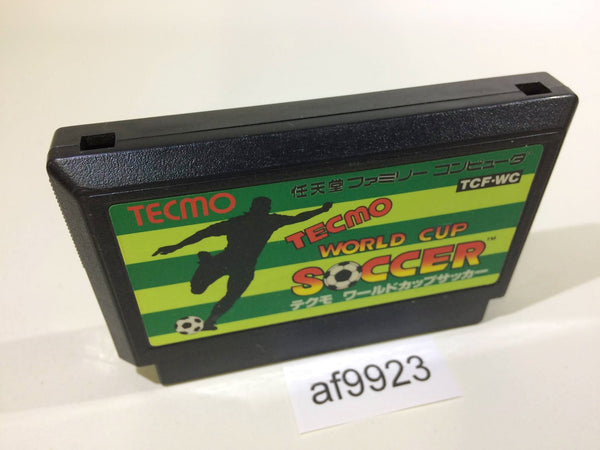 任天堂 ファミリー コンピュータ
TCF-WC
TECMO
TECMO
WORLD CUP
SOCCER™
テクモ ワールドカップサッカー
af9923